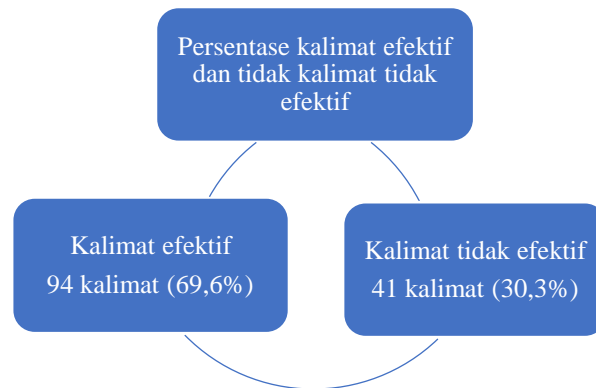 Persentase kalimat efektif
dan tidak kalimat tidak
efektif
Kalimat efektif
94 kalimat (69,6%)
Kalimat tidak efektif
41 kalimat (30,3%)